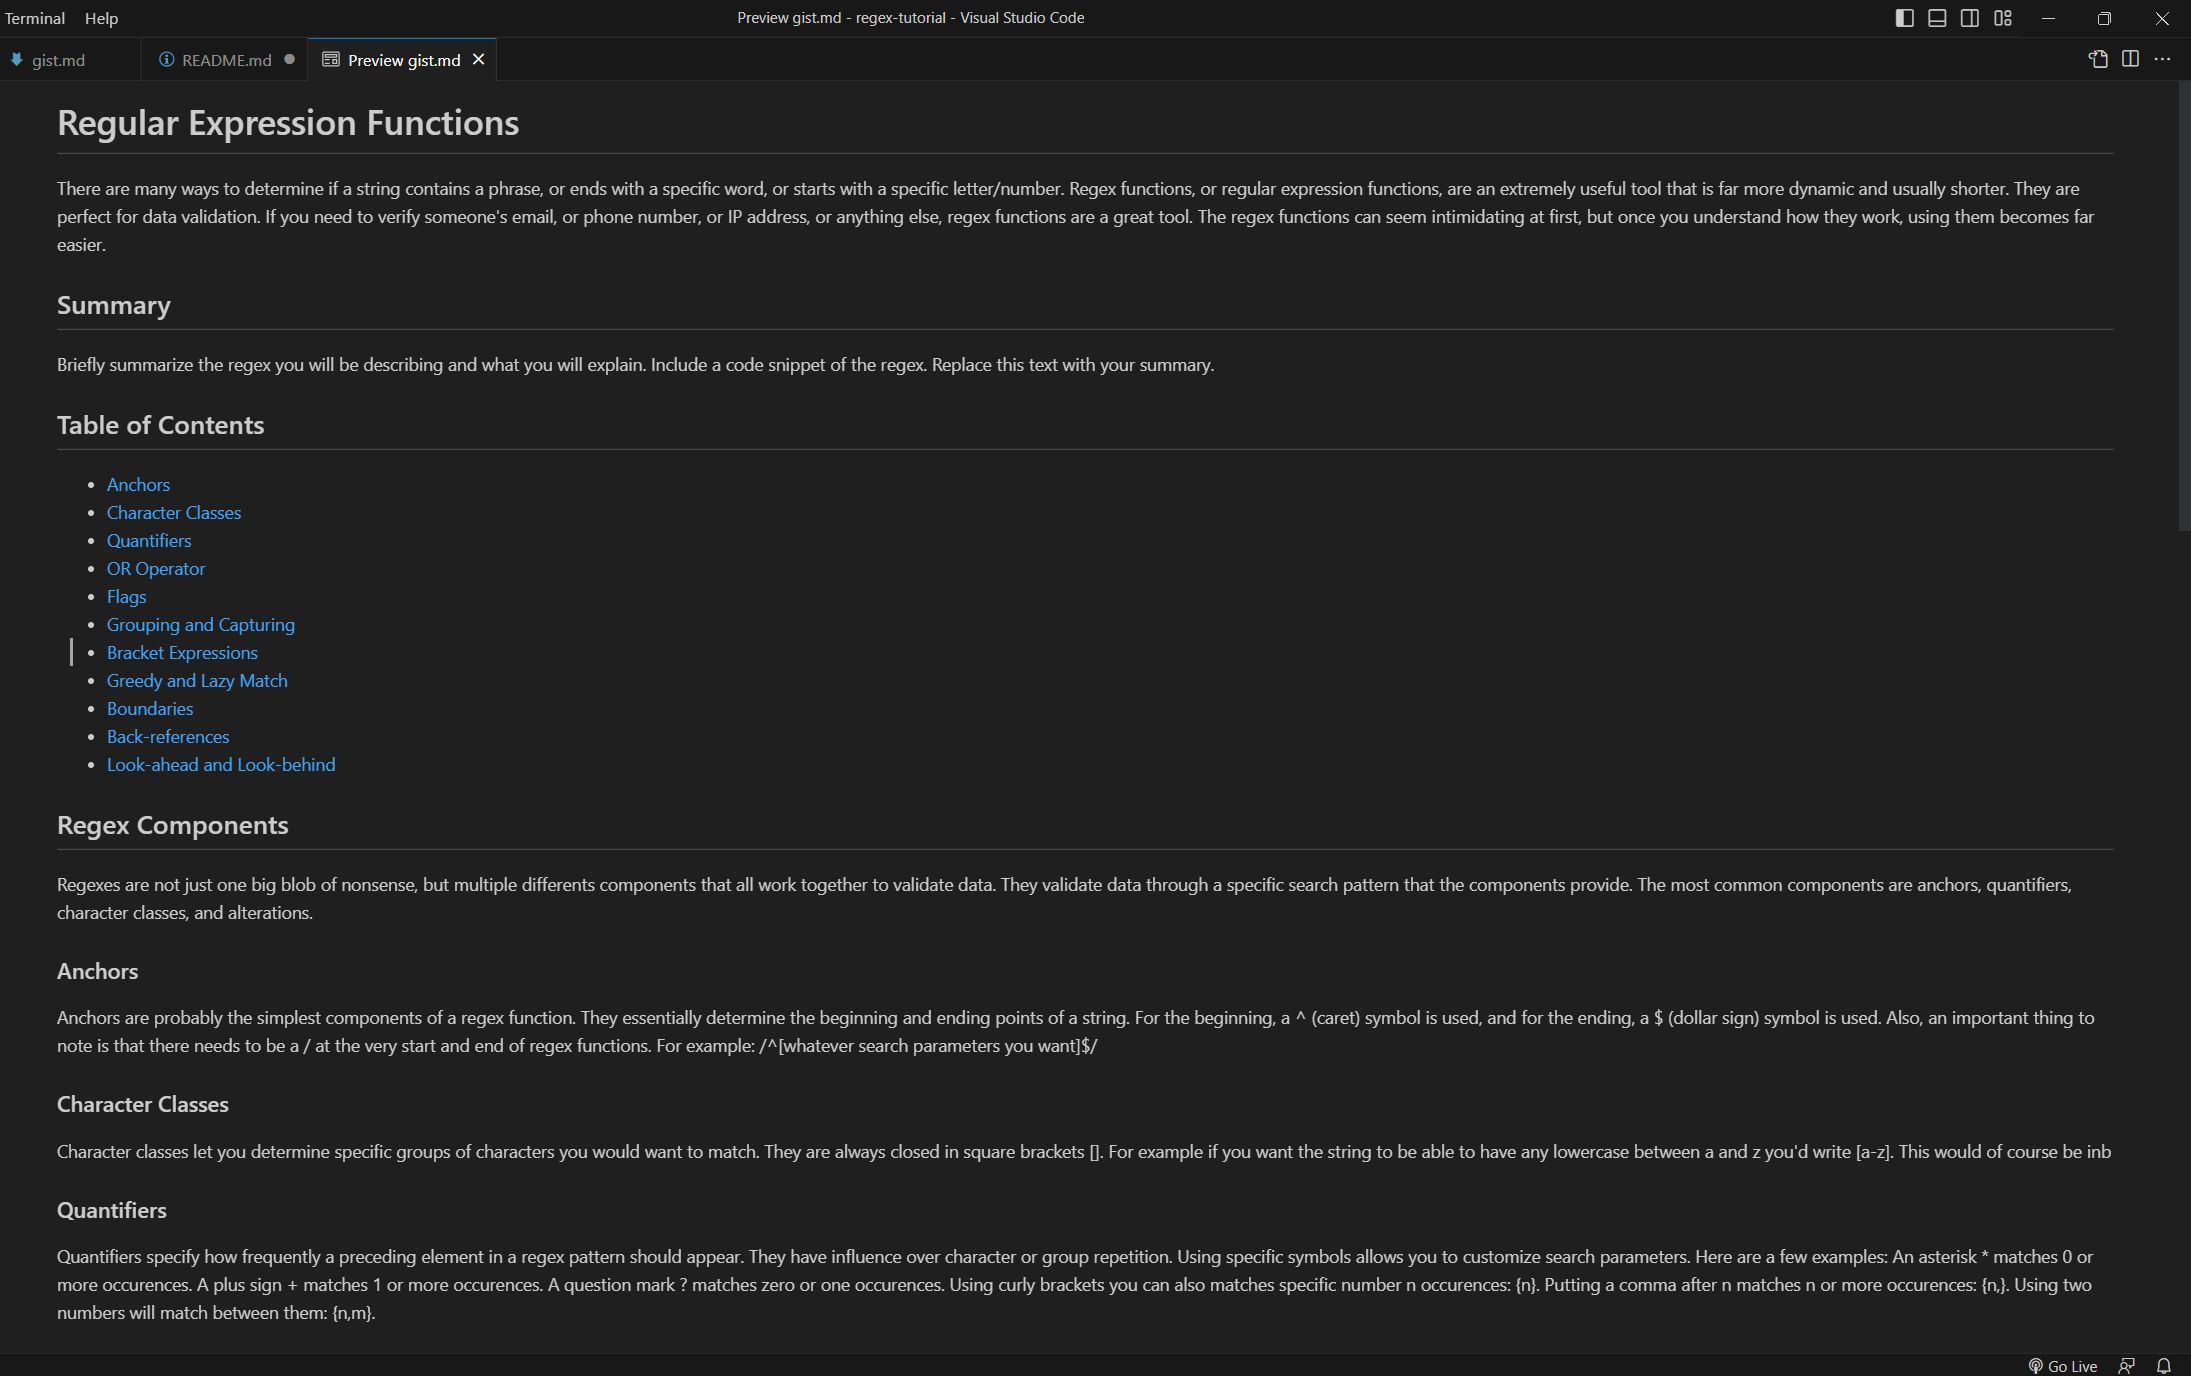 Terminal Help Preview gist.md - regex-tutorial - Visual Studio Code
gist.md README.md Preview gist.md
Regular Expression Functions
There are many ways to determine if a string contains a phrase, or ends with a specific word, or starts with a specific letter/number. Regex functions, or regular expression functions, are an extremely useful tool that is far more dynamic and usually shorter. They are
perfect for data validation. If you need to verify someone's email, or phone number, or IP address, or anything else, regex functions are a great tool. The regex functions can seem intimidating at first, but once you understand how they work, using them becomes far
easier.
Summary
Briefly summarize the regex you will be describing and what you will explain. Include a code snippet of the regex. Replace this text with your summary.
Table of Contents
• Anchors
• Character Classes
• Quantifiers
• OR Operator
• Flags
• Grouping and Capturing
• Bracket Expressions
• Greedy and Lazy Match
• Boundaries
• Back-references
• Look-ahead and Look-behind
Regex Components
Regexes are not just one big blob of nonsense, but multiple differents components that all work together to validate data. They validate data through a specific search pattern that the components provide. The most common components are anchors, quantifiers,
character classes, and alterations.
Anchors
Anchors are probably the simplest components of a regex function. They essentially determine the beginning and ending points of a string. For the beginning, a ^ (caret) symbol is used, and for the ending, a $ (dollar sign) symbol is used. Also, an important thing to
note is that there needs to be a / at the very start and end of regex functions. For example: /^[whatever search parameters you want]$/
Character Classes
Character classes let you determine specific groups of characters you would want to match. They are always closed in square brackets []. For example if you want the string to be able to have any lowercase between a and z you'd write [a-z]. This would of course be inb
Quantifiers
Quantifiers specify how frequently a preceding element in a regex pattern should appear. They have influence over character or group repetition. Using specific symbols allows you to customize search parameters. Here are a few examples: An asterisk * matches 0 or
more occurences. A plus sign + matches 1 or more occurences. A question mark ? matches zero or one occurences. Using curly brackets you can also matches specific number n occurences: {n}. Putting a comma after n matches n or more occurences: {n,}. Using two
numbers will match between them: {n,m}.
Go Live